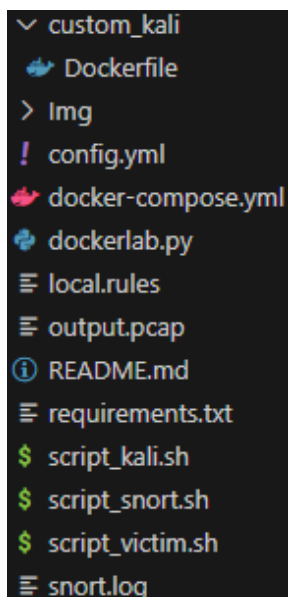 custom_kali
Dockerfile
Img
! config.yml
docker-compose.yml
dockerlab.py
local.rules
output.pcap
README.md
requirements.txt
$ script_kali.sh
$ script_snort.sh
$ script_victim.sh
snort.log